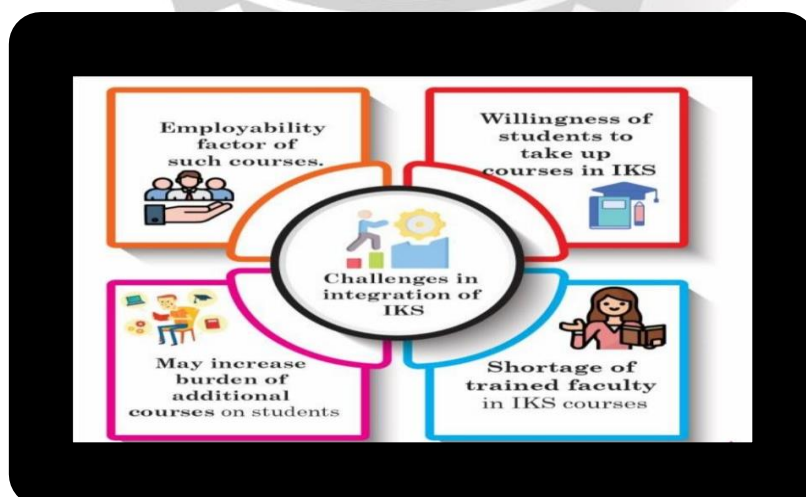 Employability
factor of
such courses.
Willingness of
students to
take up
courses in IKS
Challenges in
integration of
IKS
May increase
burden of
additional
courses on students
Shortage of
trained faculty
in IKS courses